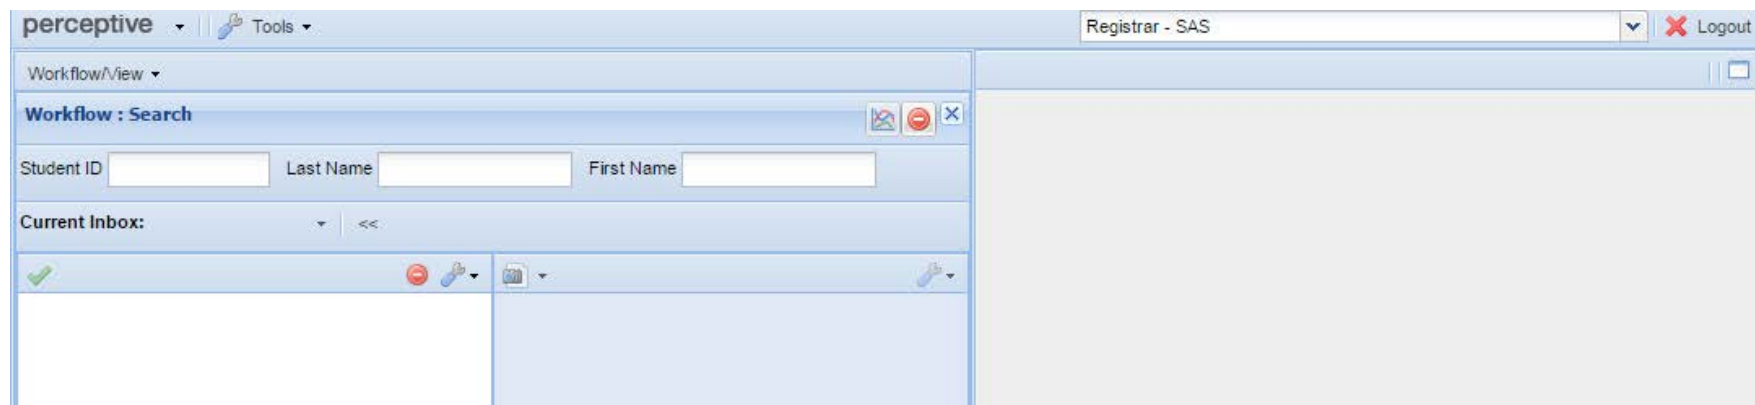 perceptive Tools Registrar - SAS Logout
Workflow/View
Workflow : Search
Student ID Last Name First Name
Current Inbox: <<